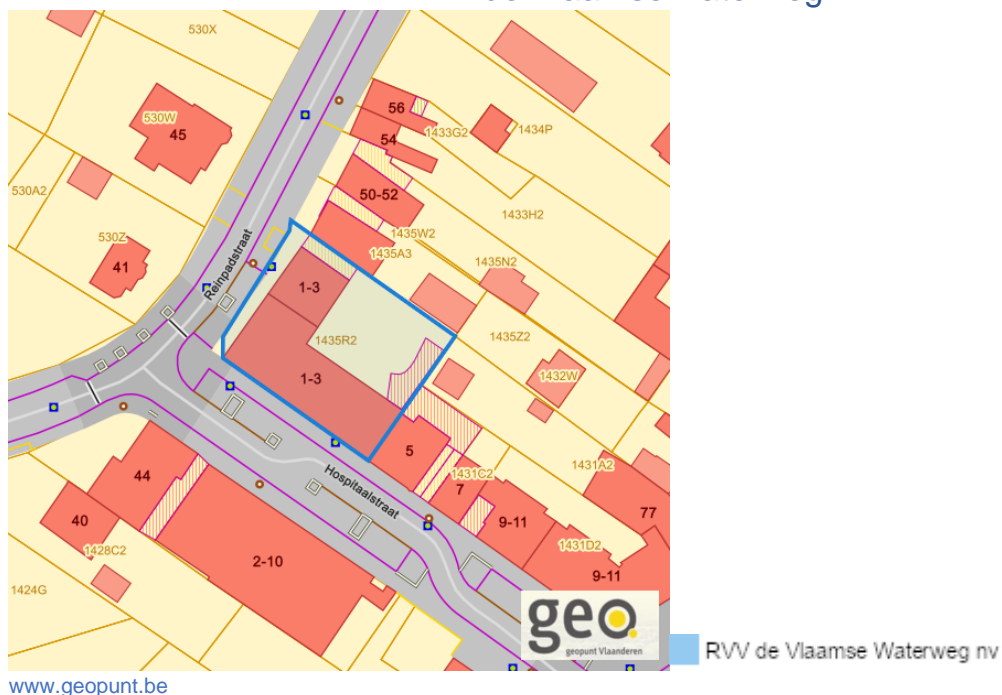 530X
56
530W
1433G2
1434P
45
54
530A2
50-52
1433H2
530Z
1435W2
Reinpadstraat
1435A3
1435N2
41
1-3
1435R2
1435Z2
1-3
1432W
5
44
Hospitaalstraat
1431C2
1431A2
7
77
40
9-11
1428C2
1431D2
2-10
9-11
1424G
geo.
geopunt Vlaanderen
RVV de Vlaamse Waterweg nv
www.geopunt.be